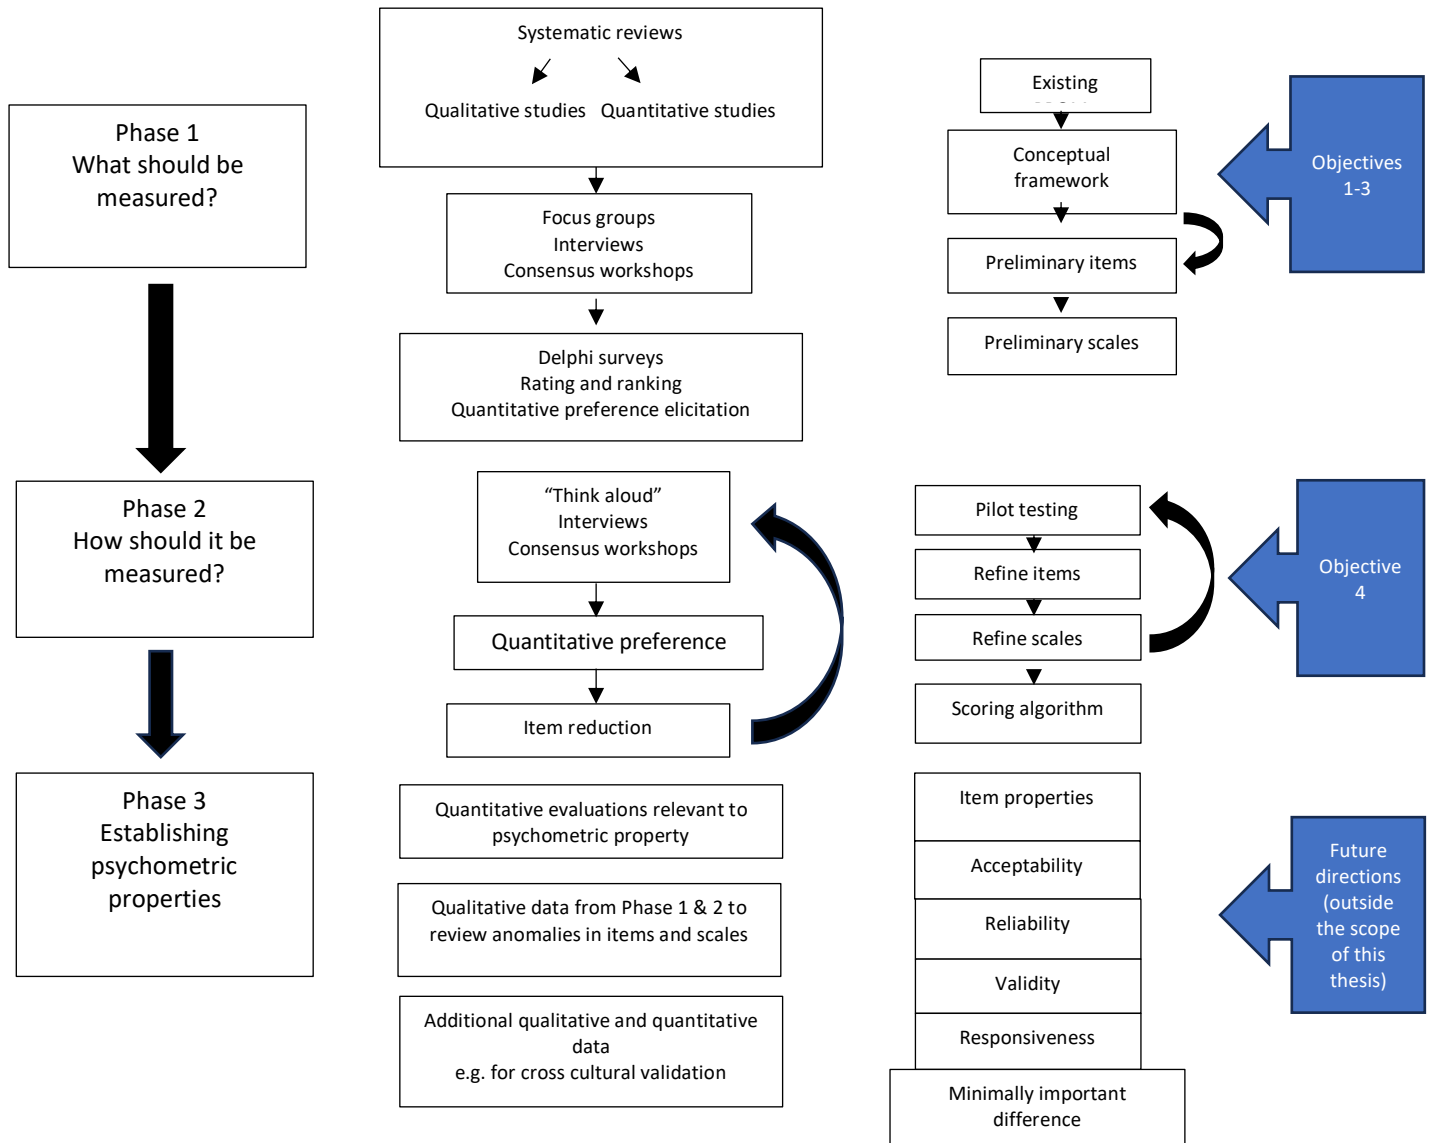 Phase 1
What should be
measured?
Systematic reviews
Qualitative studies
Quantitative studies
Focus groups
Interviews
Consensus workshops
Delphi surveys
Rating and ranking
Quantitative preference elicitation
Existing
Conceptual
framework
Preliminary items
Preliminary scales
Objectives
1-3
Phase 2
How should it be
measured?
“Think aloud”
Interviews
Consensus workshops
Quantitative preference
Item reduction
Pilot testing
Refine items
Refine scales
Scoring algorithm
Objective
4
Phase 3
Establishing
psychometric
properties
Quantitative evaluations relevant to
psychometric property
Qualitative data from Phase 1 & 2 to
review anomalies in items and scales
Additional qualitative and quantitative
data
e.g. for cross cultural validation
Item properties
Acceptability
Reliability
Validity
Responsiveness
Minimally important
difference
Future
directions
(outside
the scope
of this
thesis)